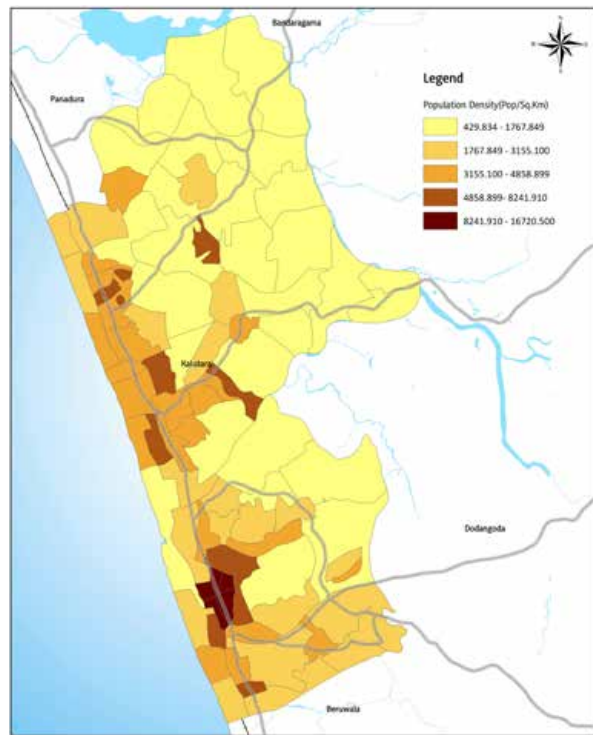 Bandaragama
N
Panadura
Legend
Population Density(Pop/Sq.Km)
429.834 - 1767.849
1767.849 - 3155.100
3155.100 - 4858.899
4858.899- 8241.910
8241.910 - 16720.500
Kalutara
Dodangoda
Beruwala